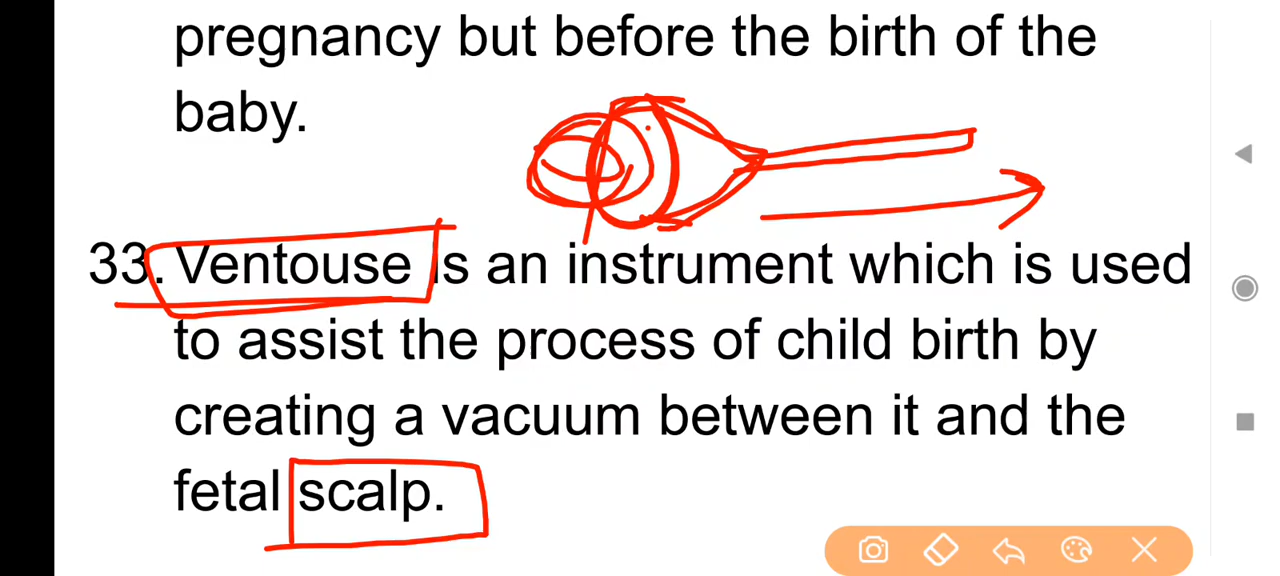 pregnancy but before the birth of the
baby.
33. Ventouse is an instrument which is used
to assist the process of child birth by
creating a vacuum between it and the
fetal scalp.